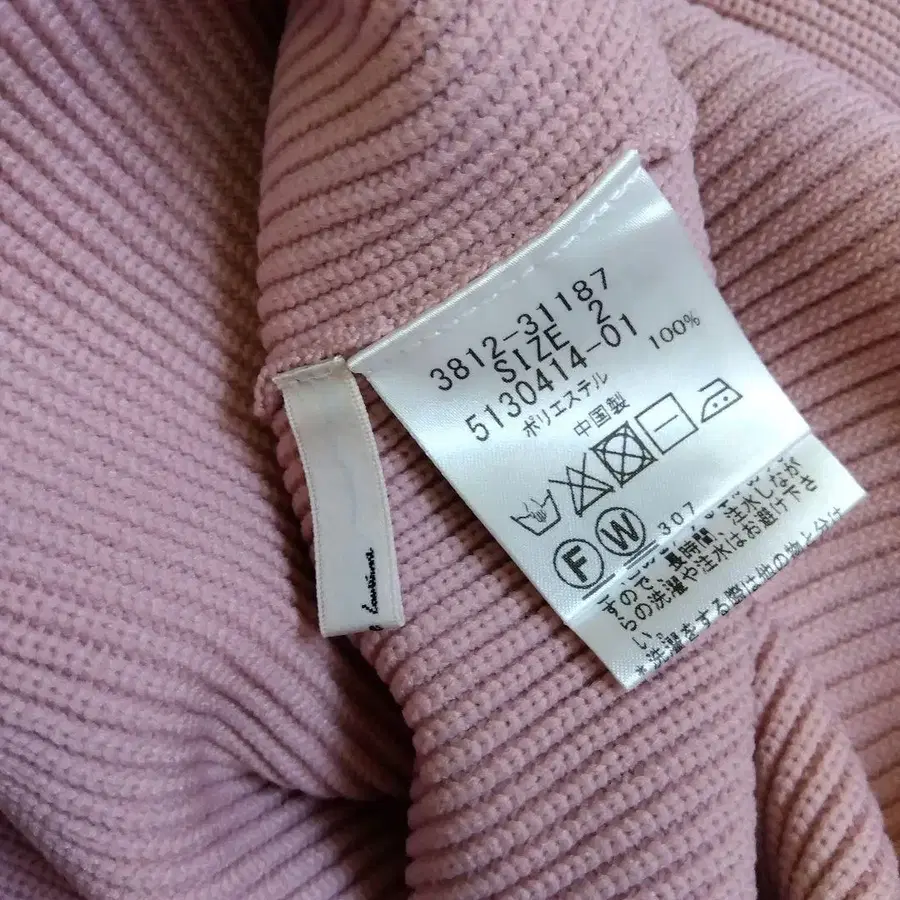 3812-31187
SIZE 2
5130414-01
ポリエステル 100%
中国製
F W 307
すので、長時間、注水しなが
らの洗濯や注水はお避け下さ
い。
*洗濯をする際は他の物と分け